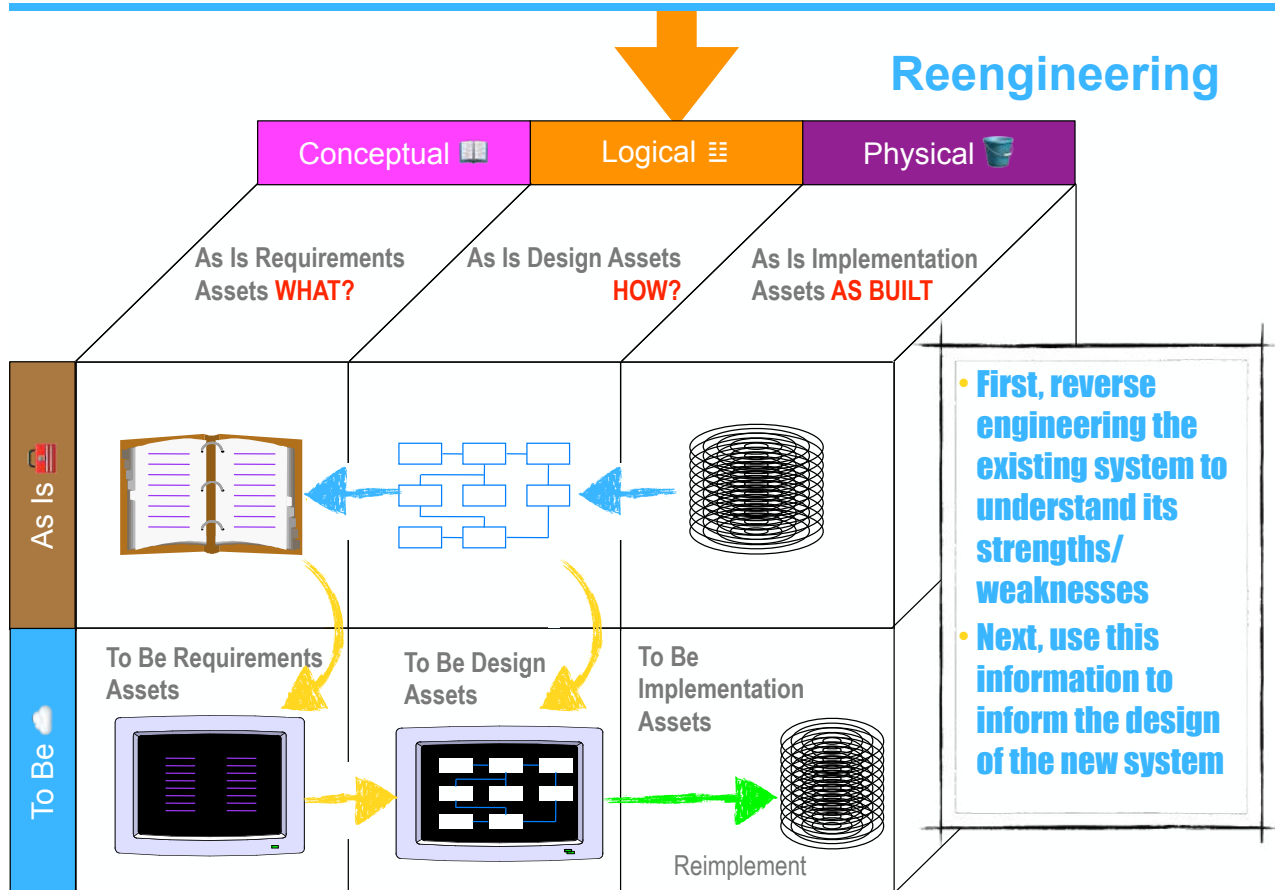 Reengineering
Conceptual 📖
Logical ☷
Physical 🪣
As Is Requirements
Assets WHAT?
As Is Design Assets
HOW?
As Is Implementation
Assets AS BUILT
As Is 🧰
• First, reverse
engineering the
existing system to
understand its
strengths/
weaknesses
• Next, use this
information to
inform the design
of the new system
To Be ☁️
To Be Requirements
Assets
To Be Design
Assets
To Be
Implementation
Assets
Reimplement